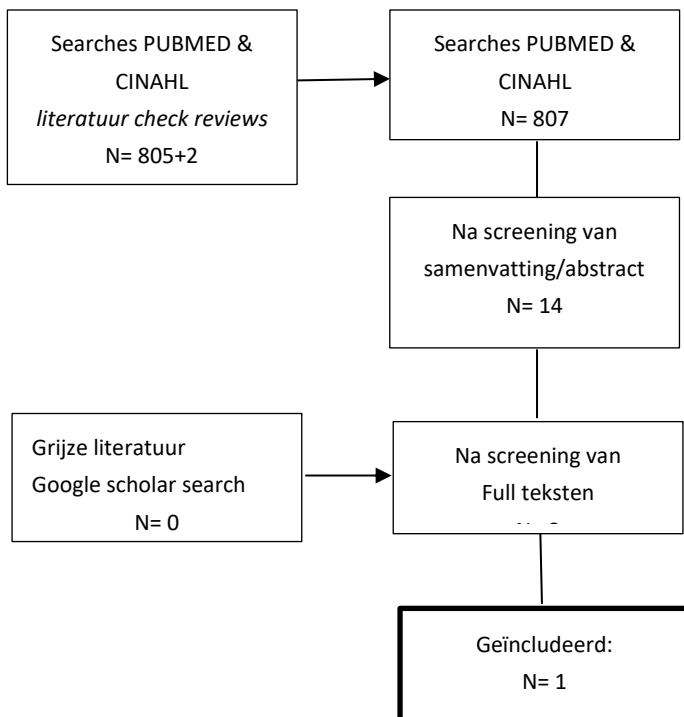 Searches PUBMED &
CINAHL
literatuur check reviews
N= 805+2
Searches PUBMED &
CINAHL
N= 807
Na screening van
samenvatting/abstract
N= 14
Grijze literatuur
Google scholar search
N= 0
Na screening van
Full teksten
Geïncludeerd:
N= 1